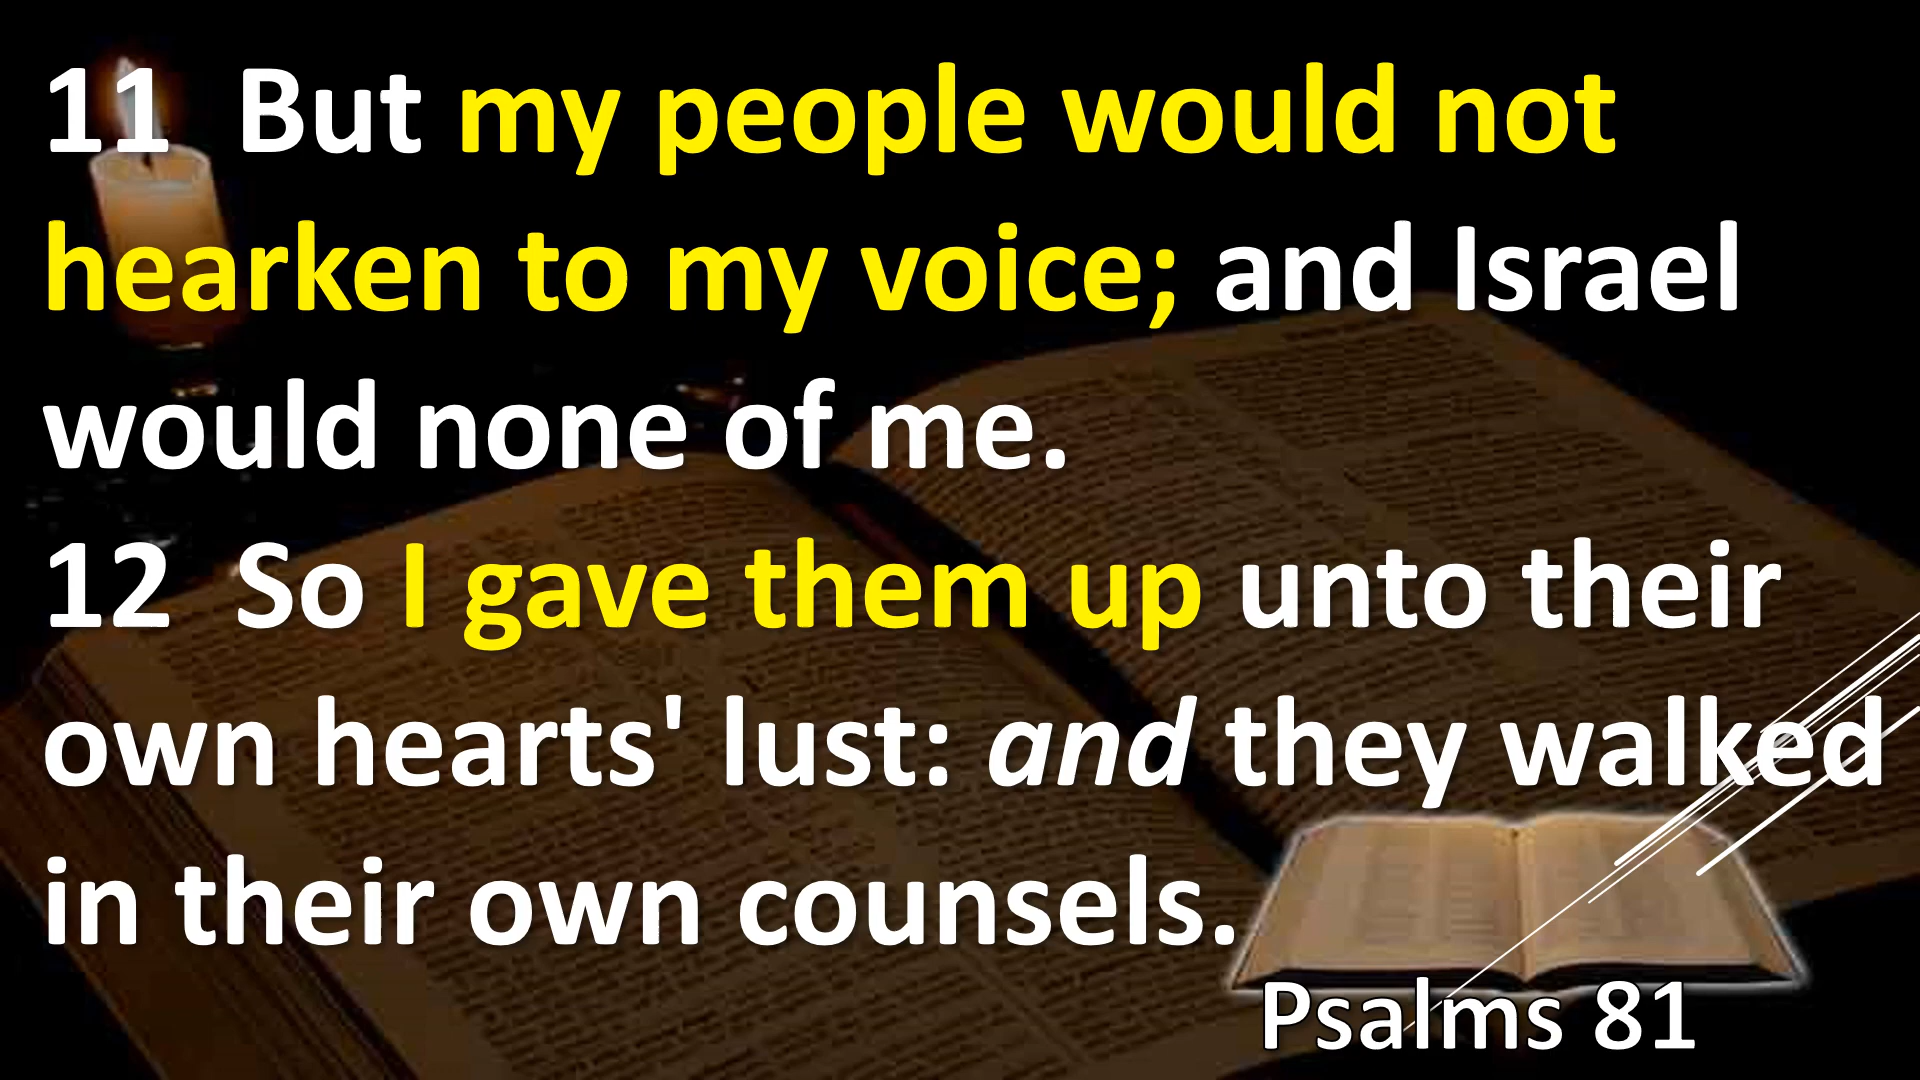 11  But my people would not
hearken to my voice; and Israel
would none of me.
12  So I gave them up unto their
own hearts' lust: and they walked
in their own counsels.
Psalms 81